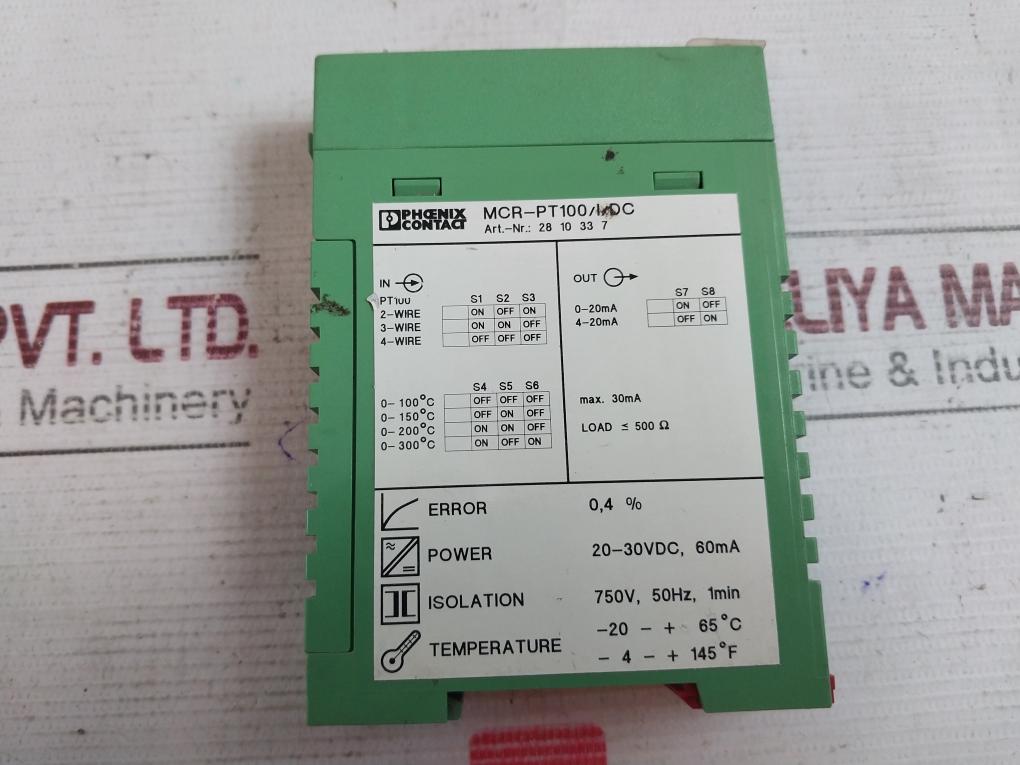 PHŒNIX
CONTACT
MCR-PT100/I-DC
Art.-Nr.: 28 10 33 7
IN
PT100 S1 S2 S3
2-WIRE ON OFF ON
3-WIRE ON ON OFF
4-WIRE OFF OFF OFF
S4 S5 S6
0-100°C OFF OFF OFF
0-150°C OFF ON OFF
0-200°C ON ON OFF
0-300°C ON OFF ON
OUT
S7 S8
0-20mA ON OFF
4-20mA OFF ON
max. 30mA
LOAD ≤ 500 Ω
ERROR 0,4 %
POWER 20-30VDC, 60mA
ISOLATION 750V, 50Hz, 1min
TEMPERATURE -20 - + 65°C
- 4 - + 145°F
PVT. LTD.
Machinery
LIYA MA
ine & Indu